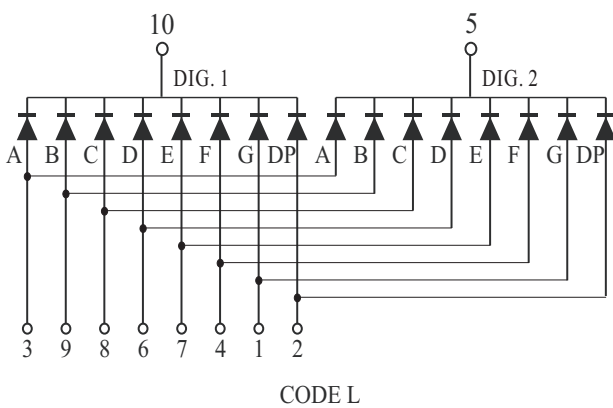 10 5
DIG. 1 DIG. 2
A B C D E F G DP A B C D E F G DP
3 9 8 6 7 4 1 2
CODE L